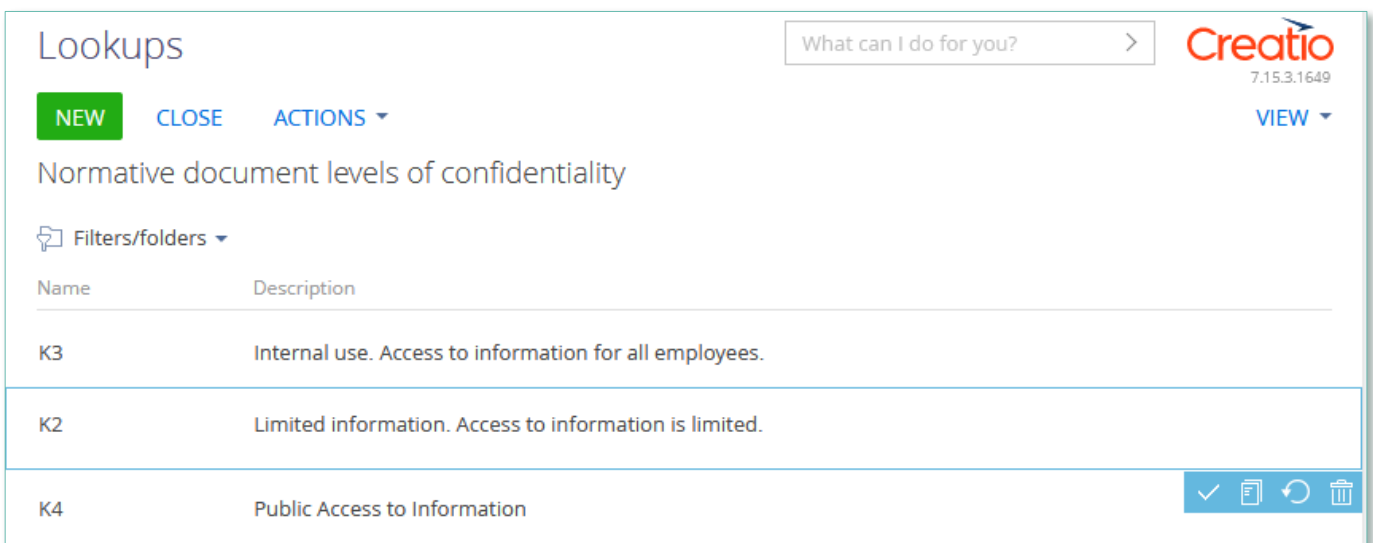 Lookups
What can I do for you?
Creatio
7.15.3.1649
NEW CLOSE ACTIONS VIEW
Normative document levels of confidentiality
Filters/folders
Name Description
K3 Internal use. Access to information for all employees.
K2 Limited information. Access to information is limited.
K4 Public Access to Information